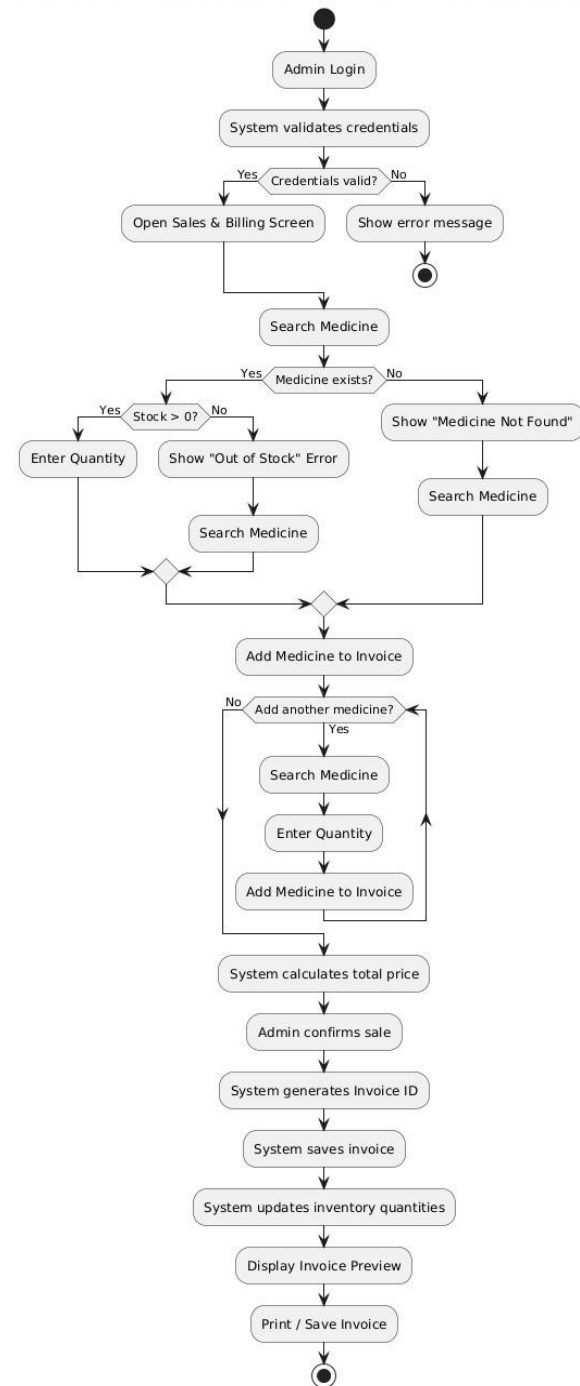 Admin Login
System validates credentials
Yes
Credentials valid?
No
Open Sales & Billing Screen
Show error message
Search Medicine
Yes
Medicine exists?
No
Yes
Stock > 0?
No
Show "Medicine Not Found"
Enter Quantity
Show "Out of Stock" Error
Search Medicine
Search Medicine
Add Medicine to Invoice
No
Add another medicine?
Yes
Search Medicine
Enter Quantity
Add Medicine to Invoice
System calculates total price
Admin confirms sale
System generates Invoice ID
System saves invoice
System updates inventory quantities
Display Invoice Preview
Print / Save Invoice